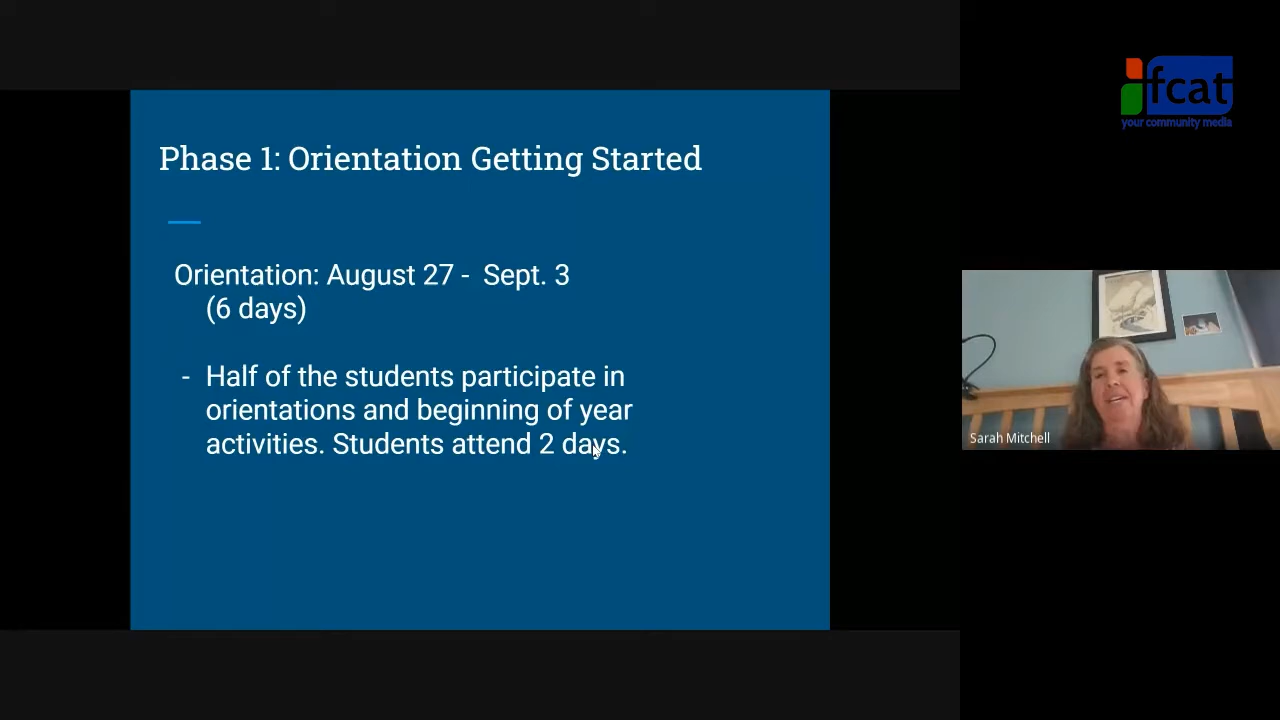 Phase 1: Orientation Getting Started
Orientation: August 27 - Sept. 3
(6 days)
- Half of the students participate in
orientations and beginning of year
activities. Students attend 2 days.
fcat
your community media
Sarah Mitchell